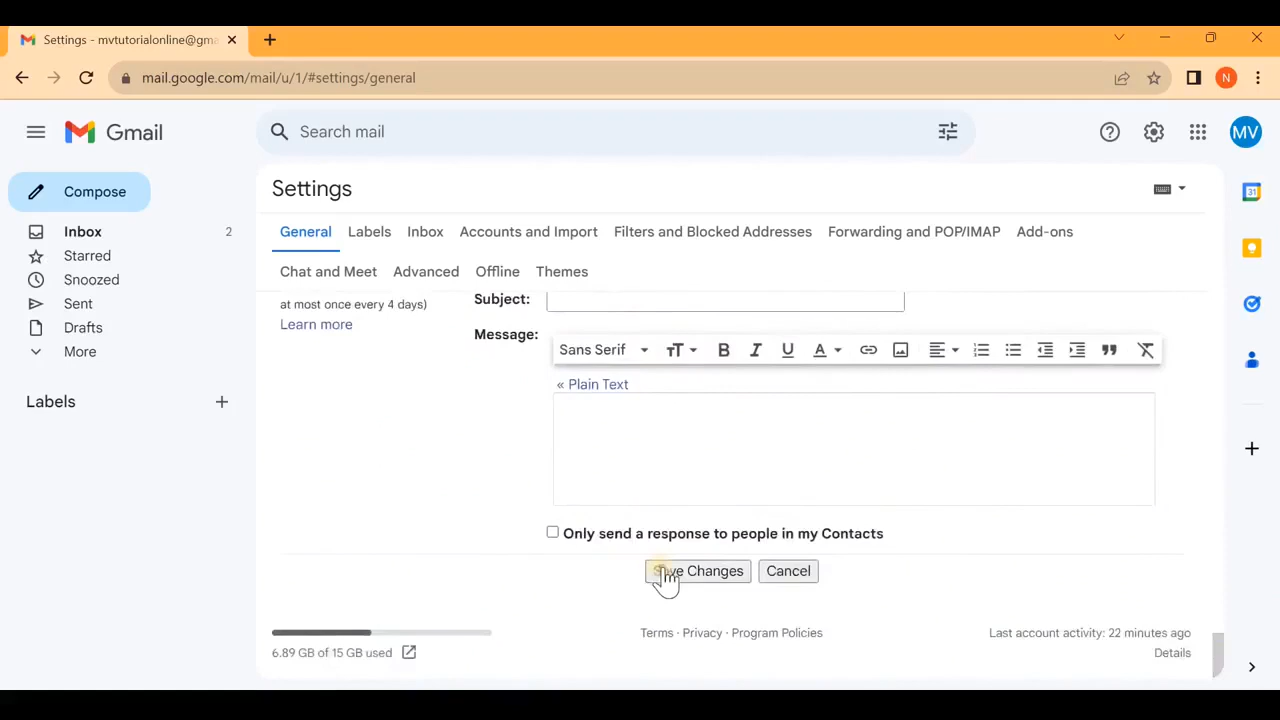 Settings - mvtutorialonline@gma
mail.google.com/mail/u/1/#settings/general
N
Gmail
Search mail
MV
Compose
Inbox 2
Starred
Snoozed
Sent
Drafts
More
Labels
Settings
General Labels Inbox Accounts and Import Filters and Blocked Addresses Forwarding and POP/IMAP Add-ons
Chat and Meet Advanced Offline Themes
at most once every 4 days)
Learn more
Subject:
Message:
Sans Serif
« Plain Text
Only send a response to people in my Contacts
Save Changes Cancel
6.89 GB of 15 GB used
Terms · Privacy · Program Policies
Last account activity: 22 minutes ago
Details
31